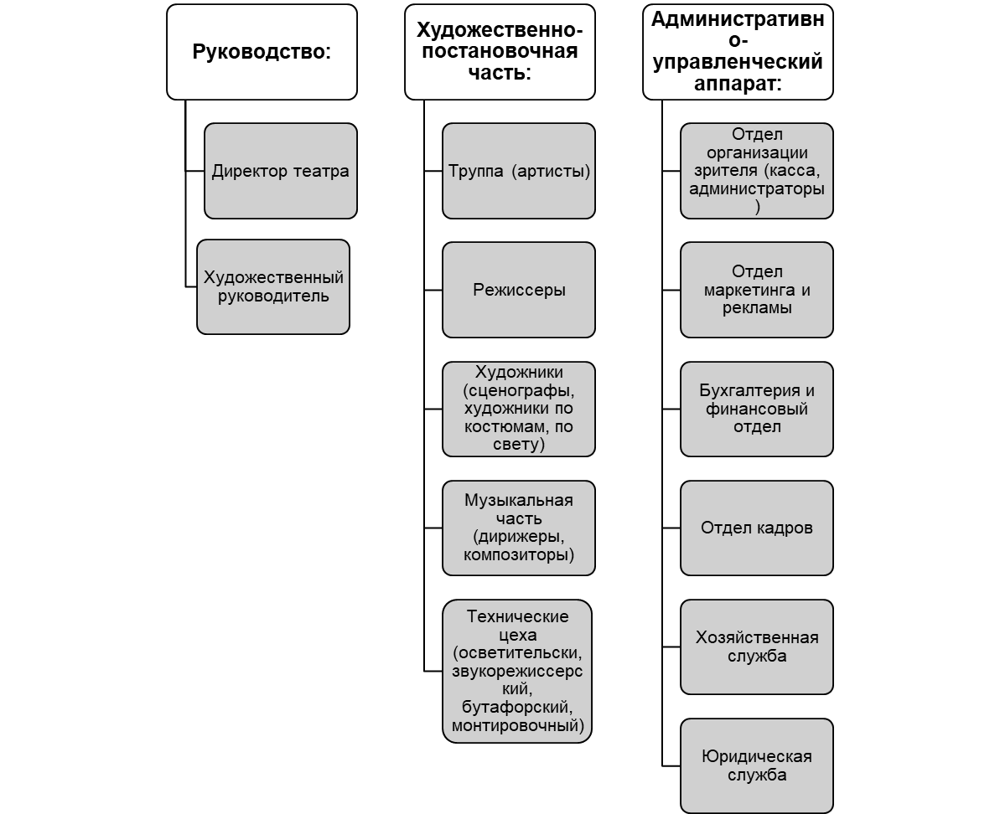 Руководство:
Директор театра
Художественный
руководитель
Художественно-
постановочная
часть:
Труппа (артисты)
Режиссеры
Художники
(сценографы,
художники по
костюмам, по
свету)
Музыкальная
часть
(дирижеры,
композиторы)
Технические
цеха
(осветительски,
звукорежиссерс
кий,
бутафорский,
монтировочный)
Административн
о-
управленческий
аппарат:
Отдел
организации
зрителя (касса,
администраторы
)
Отдел
маркетинга и
рекламы
Бухгалтерия и
финансовый
отдел
Отдел кадров
Хозяйственная
служба
Юридическая
служба